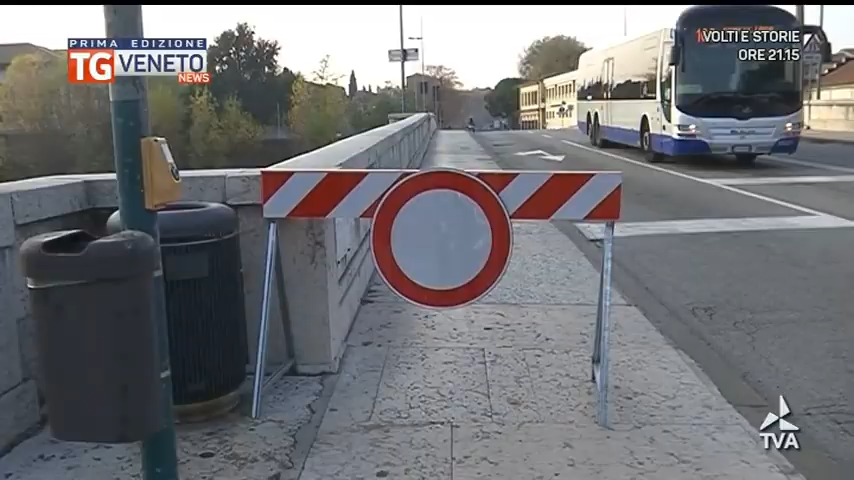 PRIMA EDIZIONE
TG VENETO
NEWS
VOLTI E STORIE
ORE 21.15
TVA